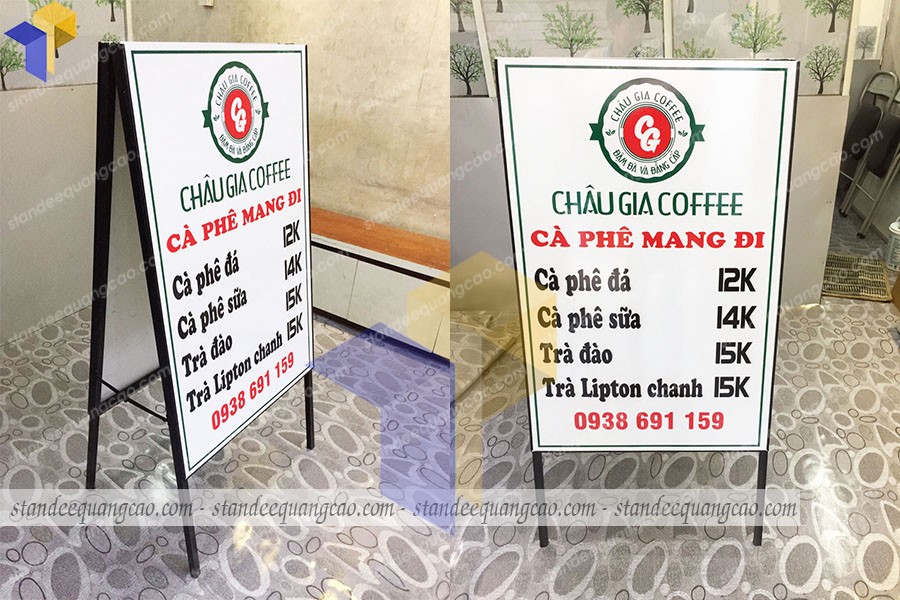 CHÂU GIA COFFEE
CG
ĐẬM ĐÀ VÀ ĐẲNG CẤP
CHÂU GIA COFFEE
CÀ PHÊ MANG ĐI
Cà phê đá 12K
Cà phê sữa 14K
Trà đào 15K
Trà Lipton chanh 15K
0938 691 159
CHÂU GIA COFFEE
CG
ĐẬM ĐÀ VÀ ĐẲNG CẤP
CHÂU GIA COFFEE
CÀ PHÊ MANG ĐI
Cà phê đá 12K
Cà phê sữa 14K
Trà đào 15K
Trà Lipton chanh 15K
0938 691 159
standeequangcao.com - standeequangcao.com - standeequangcao.com - standeequangcao.com